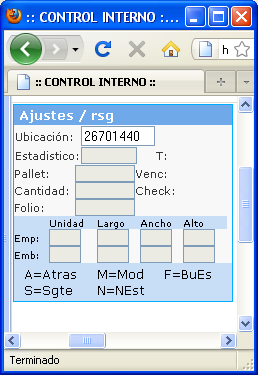 :: CONTROL INTERNO :...
h
:: CONTROL INTERNO ::
Ajustes / rsg
Ubicación: 26701440
Estadistico: T:
Pallet: Venc:
Cantidad: Check:
Folio:
Unidad Largo Ancho Alto
Emp:
Emb:
A=Atras M=Mod F=BuEs
S=Sgte N=NEst
Terminado